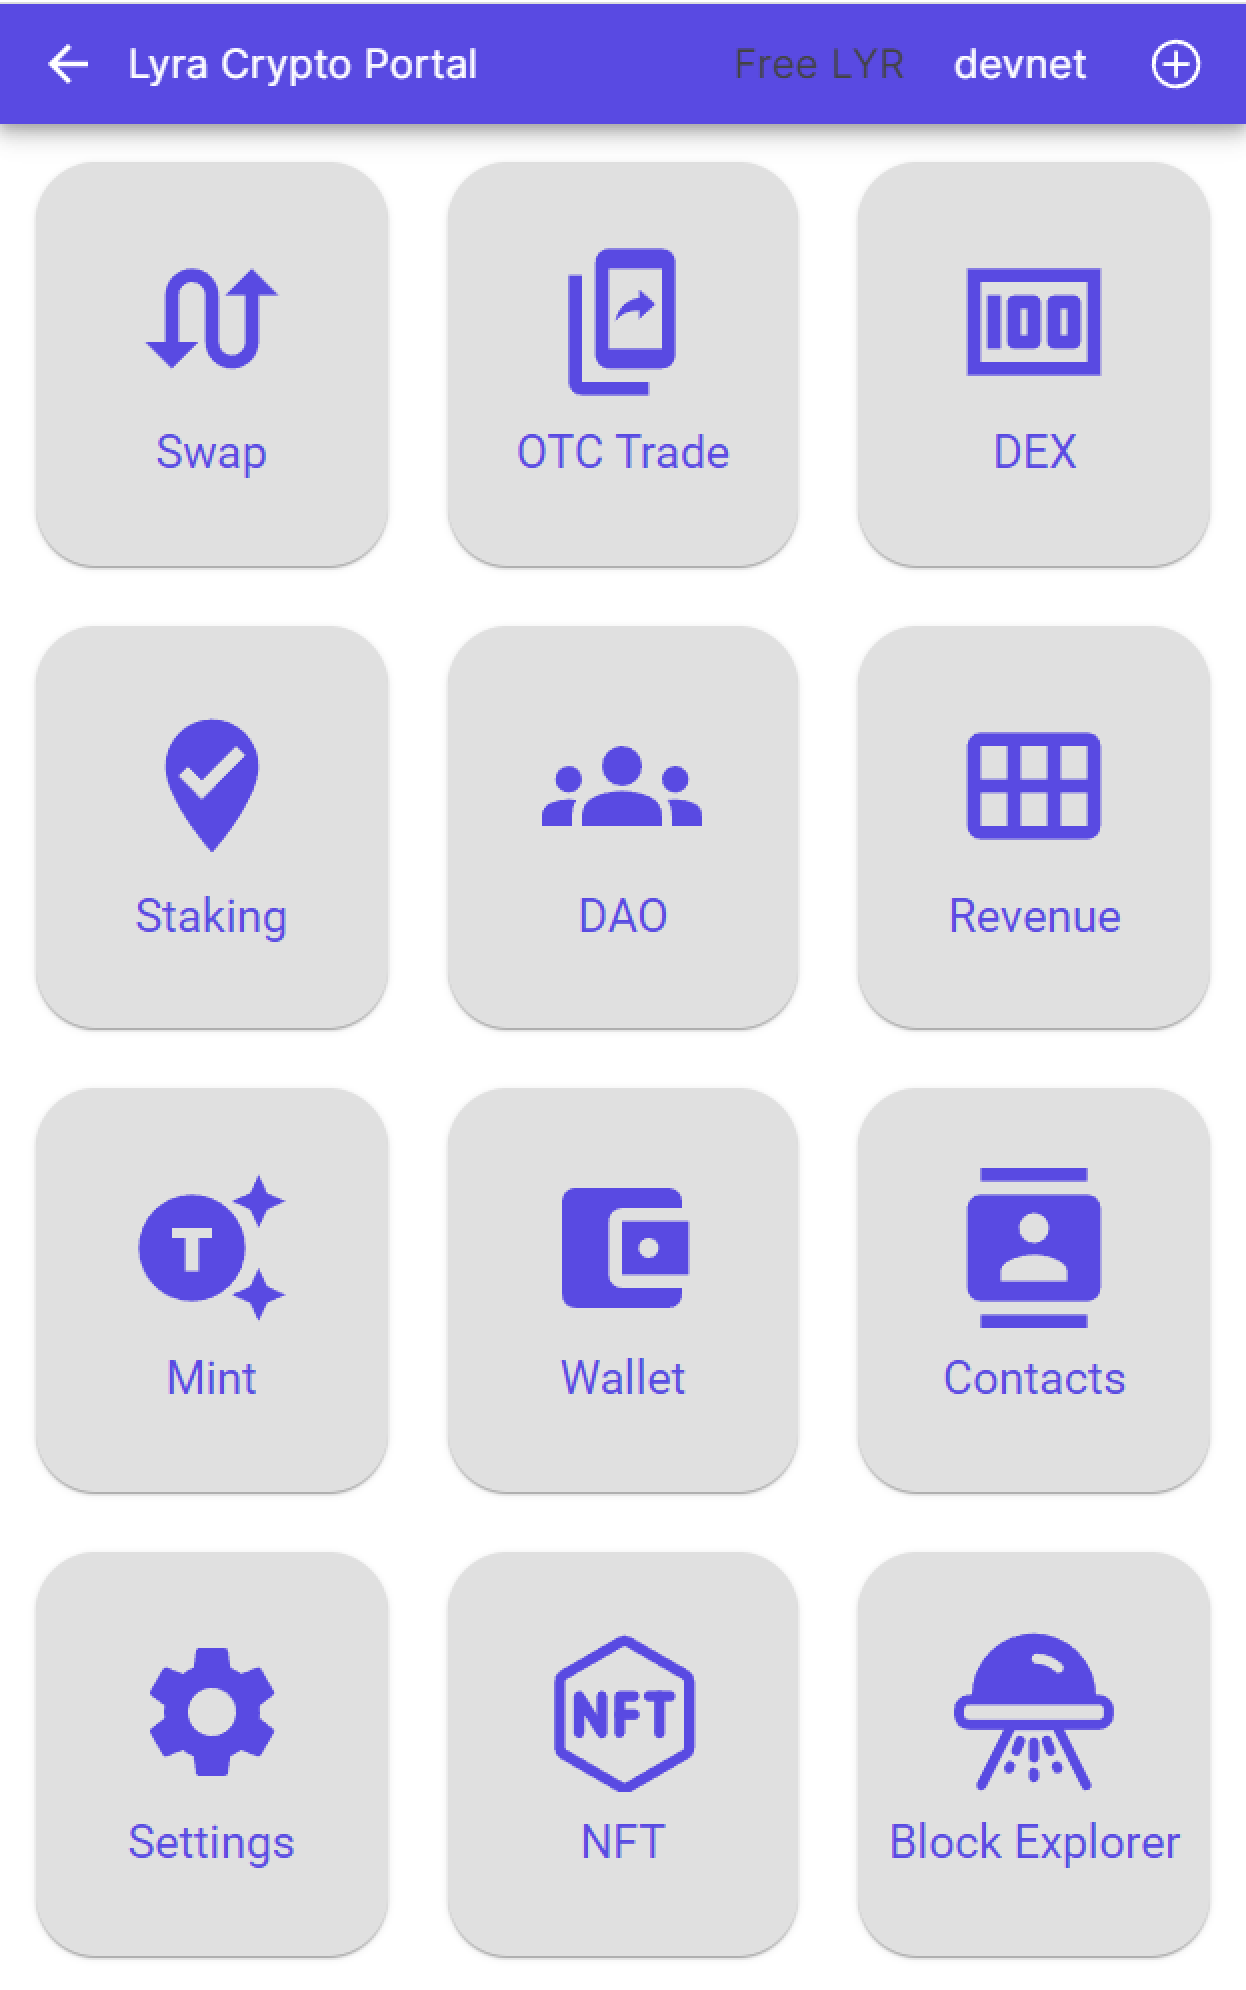 Lyra Crypto Portal Free LYR devnet
Swap OTC Trade 100 DEX
Staking DAO Revenue
T
Mint Wallet Contacts
NFT
Settings NFT Block Explorer